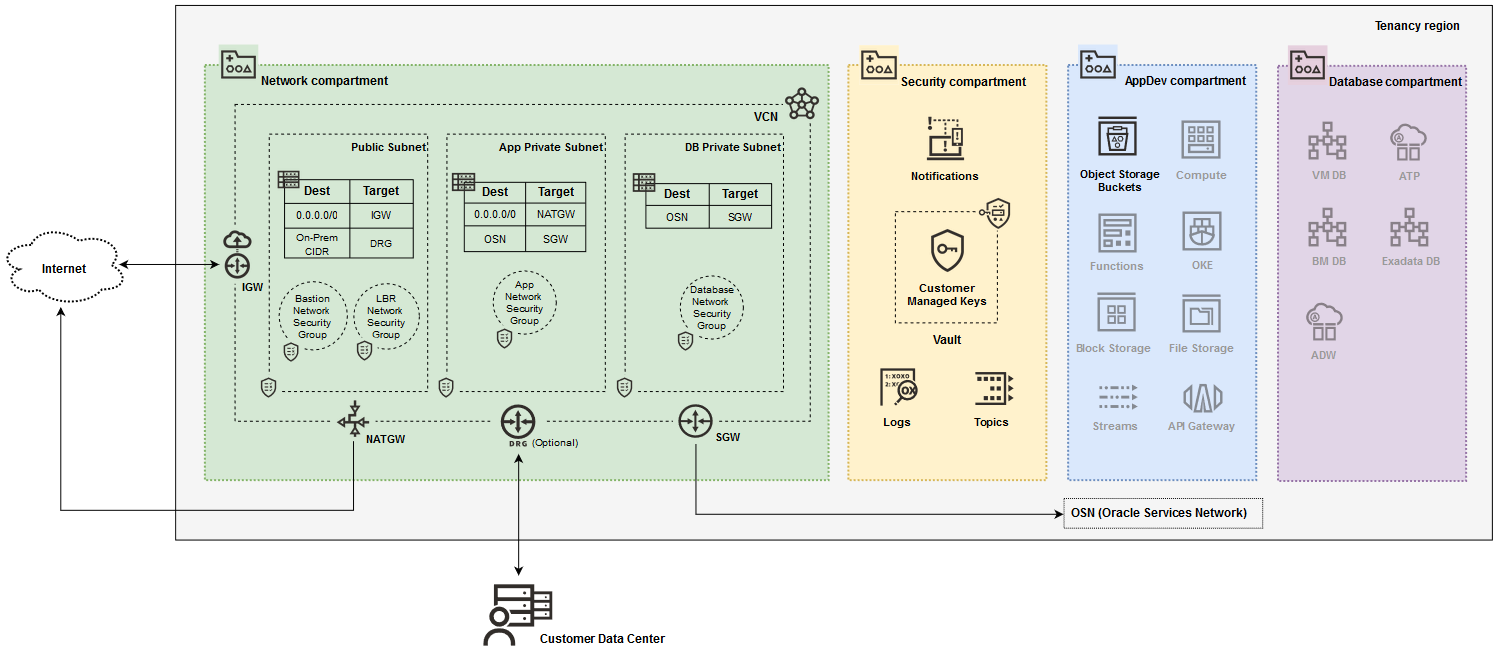 Tenancy region
Network compartment
VCN
Public Subnet
Dest Target
0.0.0.0/0 IGW
On-Prem
CIDR
DRG
Bastion
Network
Security
Group
LBR
Network
Security
Group
App Private Subnet
Dest Target
0.0.0.0/0 NATGW
OSN SGW
App
Network
Security
Group
DB Private Subnet
Dest Target
OSN SGW
Database
Network
Security
Group
Internet
IGW
NATGW
DRG (Optional)
SGW
Security compartment
Notifications
Customer
Managed Keys
Vault
1: XOXO
2: XC
OX
Logs
Topics
AppDev compartment
Object Storage
Buckets
Compute
Functions
OKE
Block Storage
File Storage
Streams
API Gateway
Database compartment
VM DB
A
ATP
BM DB
Exadata DB
A
ADW
OSN (Oracle Services Network)
Customer Data Center